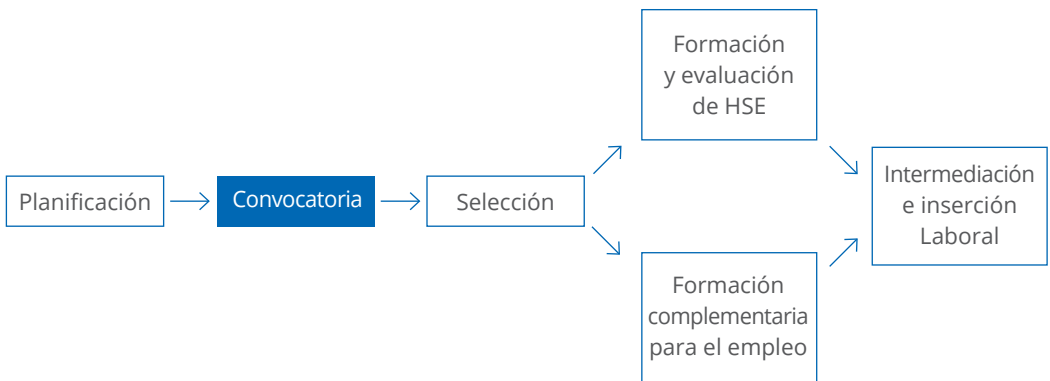 Planificación
Convocatoria
Selección
Formación
y evaluación
de HSE
Formación
complementaria
para el empleo
Intermediación
e inserción
Laboral